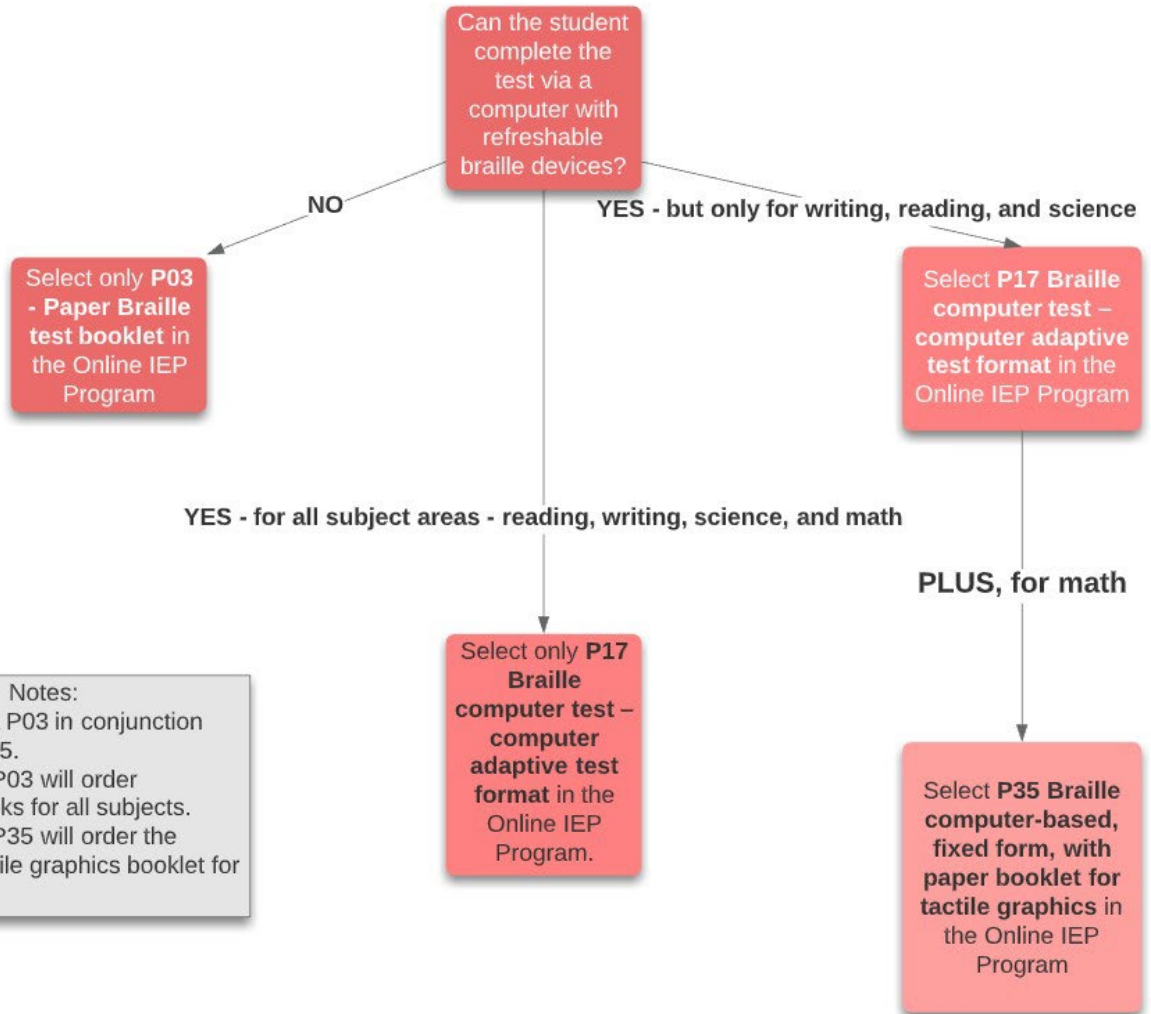 Can the student
complete the
test via a
computer with
refreshable
braille devices?
NO
YES - but only for writing, reading, and science
Select only P03
- Paper Braille
test booklet in
the Online IEP
Program
Select P17 Braille
computer test –
computer adaptive
test format in the
Online IEP Program
YES - for all subject areas - reading, writing, science, and math
PLUS, for math
Select only P17
Braille
computer test –
computer
adaptive test
format in the
Online IEP
Program.
Notes:
P03 in conjunction
5.
P03 will order
ks for all subjects.
P35 will order the
ile graphics booklet for
Select P35 Braille
computer-based,
fixed form, with
paper booklet for
tactile graphics in
the Online IEP
Program